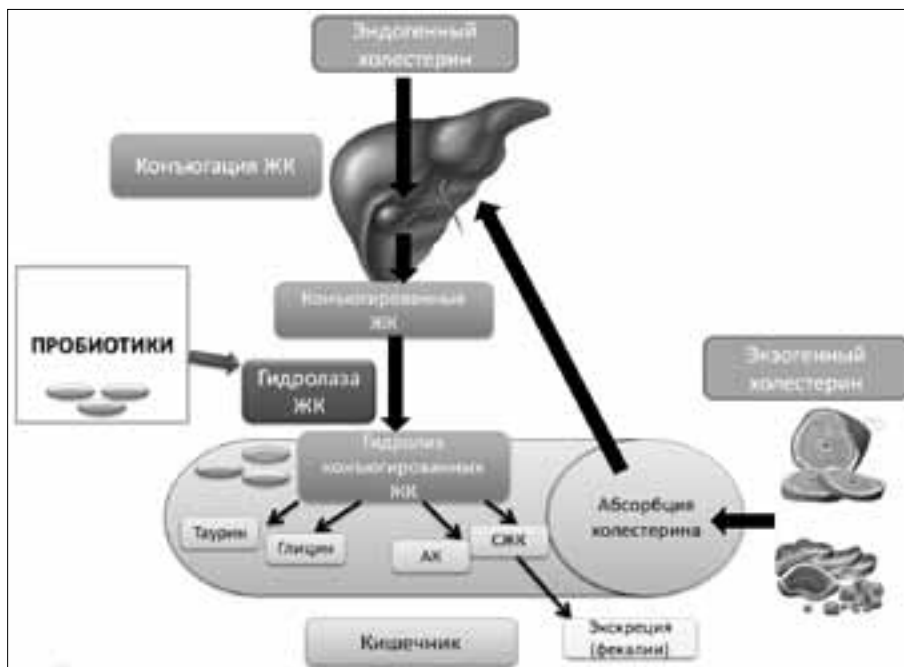 Эндогенный
холестерин
Конъюгация ЖК
Конъюгированные
ЖК
ПРОБИОТИКИ
Гидролаза
ЖК
Экзогенный
холестерин
Гидролиз
конъюгированных
ЖК
Абсорбция
холестерина
Таурин
Глицин
АК
СЖК
Кишечник
Экскреция
(фекалии)